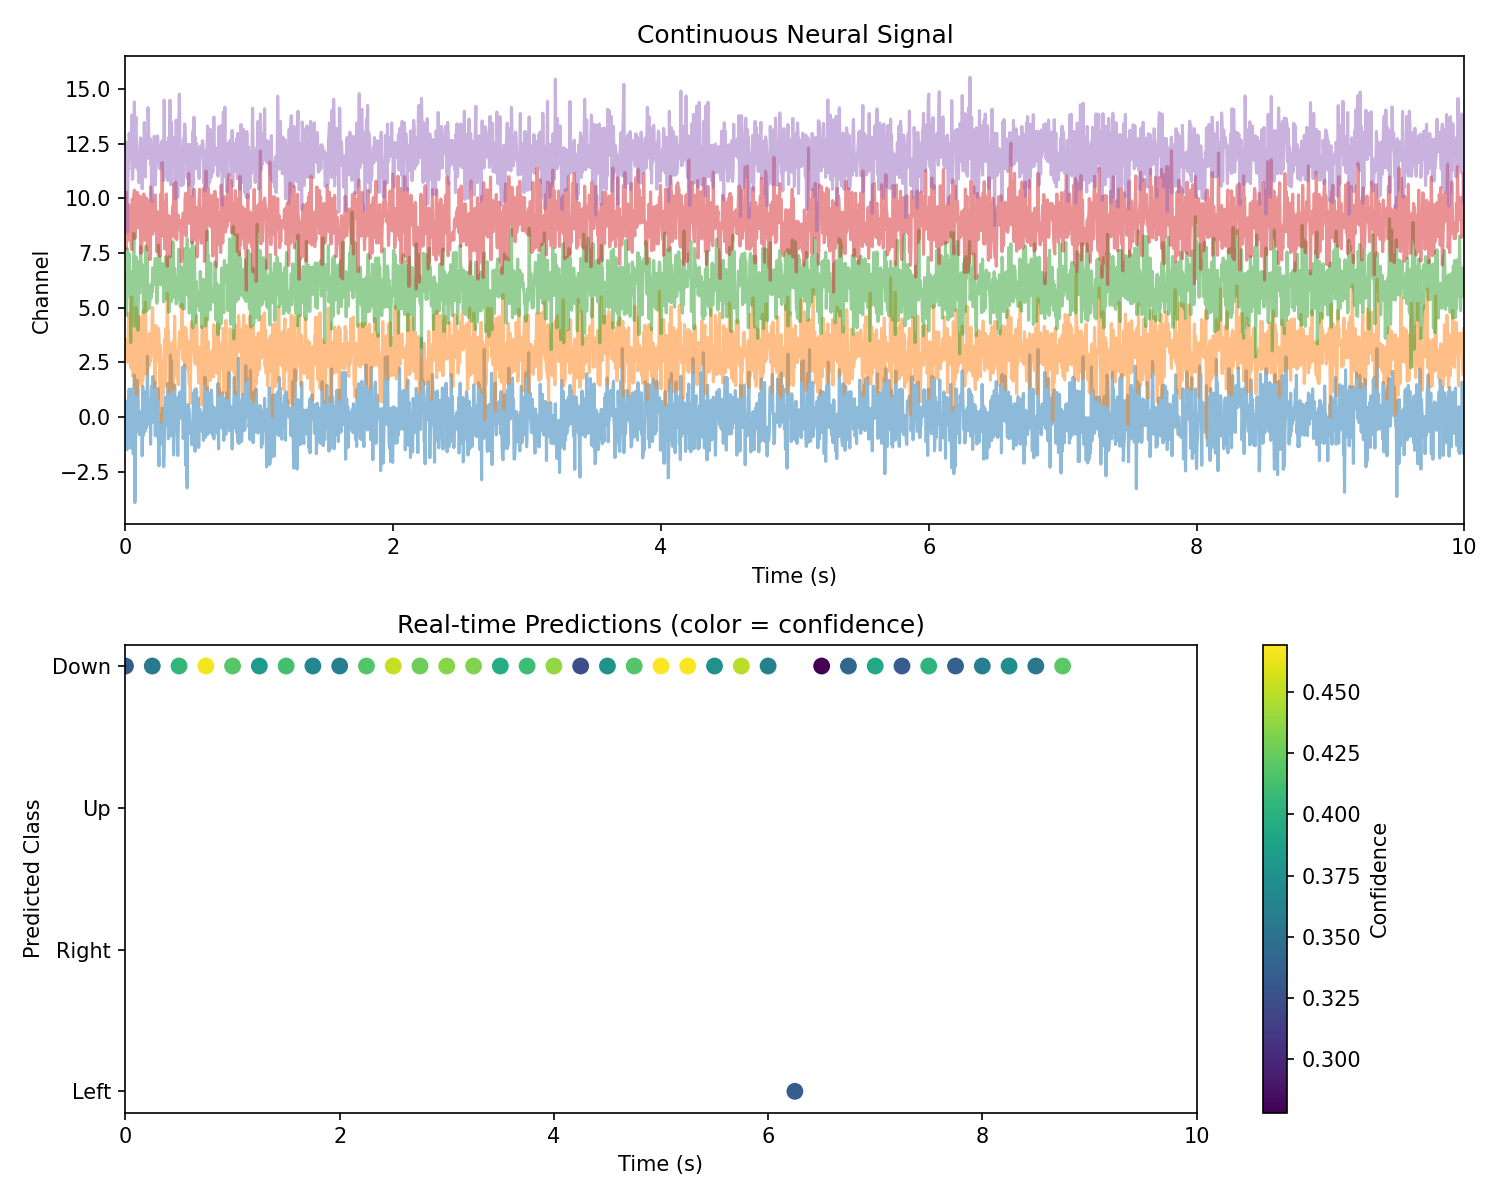 Continuous Neural Signal
Channel
15.0
12.5
10.0
7.5
5.0
2.5
0.0
−2.5
0 2 4 6 8 10
Time (s)
Real-time Predictions (color = confidence)
Predicted Class
Down
Up
Right
Left
0 2 4 6 8 10
Time (s)
0.450
0.425
0.400
0.375
0.350
0.325
0.300
Confidence